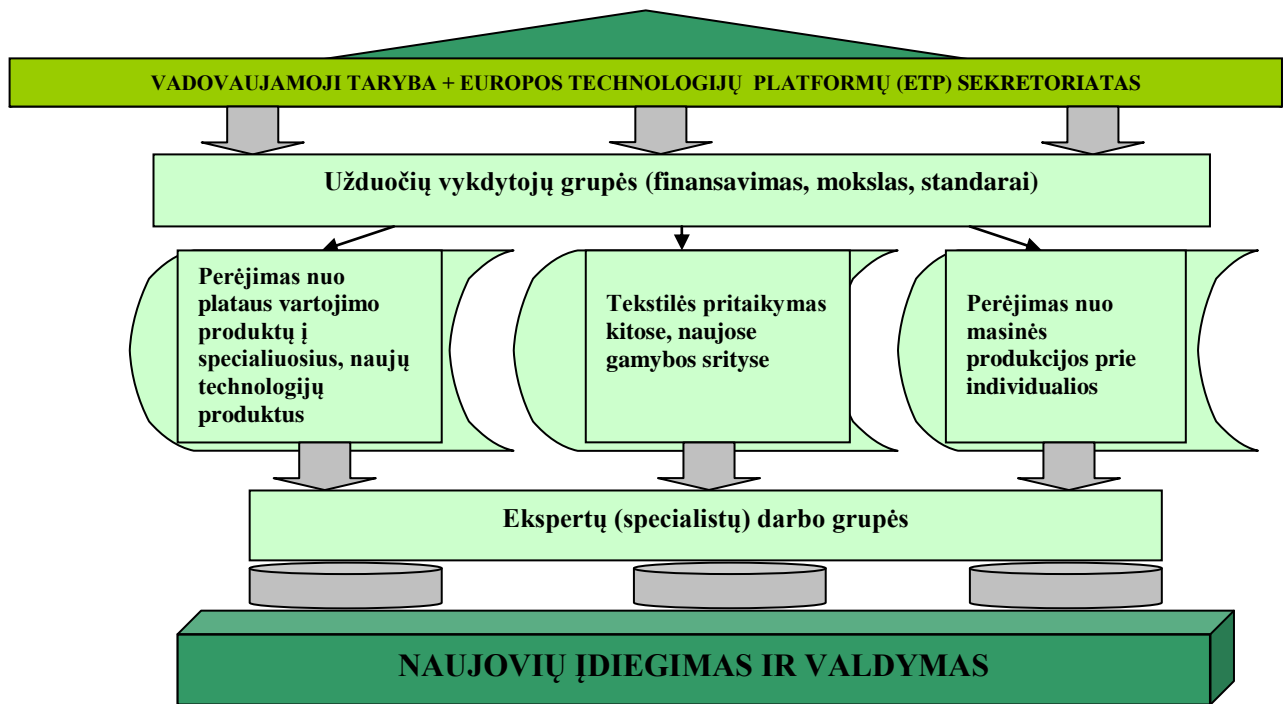 VADOVAUJAMOJI TARYBA + EUROPOS TECHNOLOGIJŲ PLATFORMŲ (ETP) SEKRETORIATAS
Užduočių vykdytojų grupės (finansavimas, mokslas, standarai)
Perėjimas nuo
plataus vartojimo
produktų į
specialiuosius, naujų
technologijų
produktus
Tekstilės pritaikymas
kitose, naujose
gamybos srityse
Perėjimas nuo
masinės
produkcijos prie
individualios
Ekspertų (specialistų) darbo grupės
NAUJOVIŲ ĮDIEGIMAS IR VALDYMAS